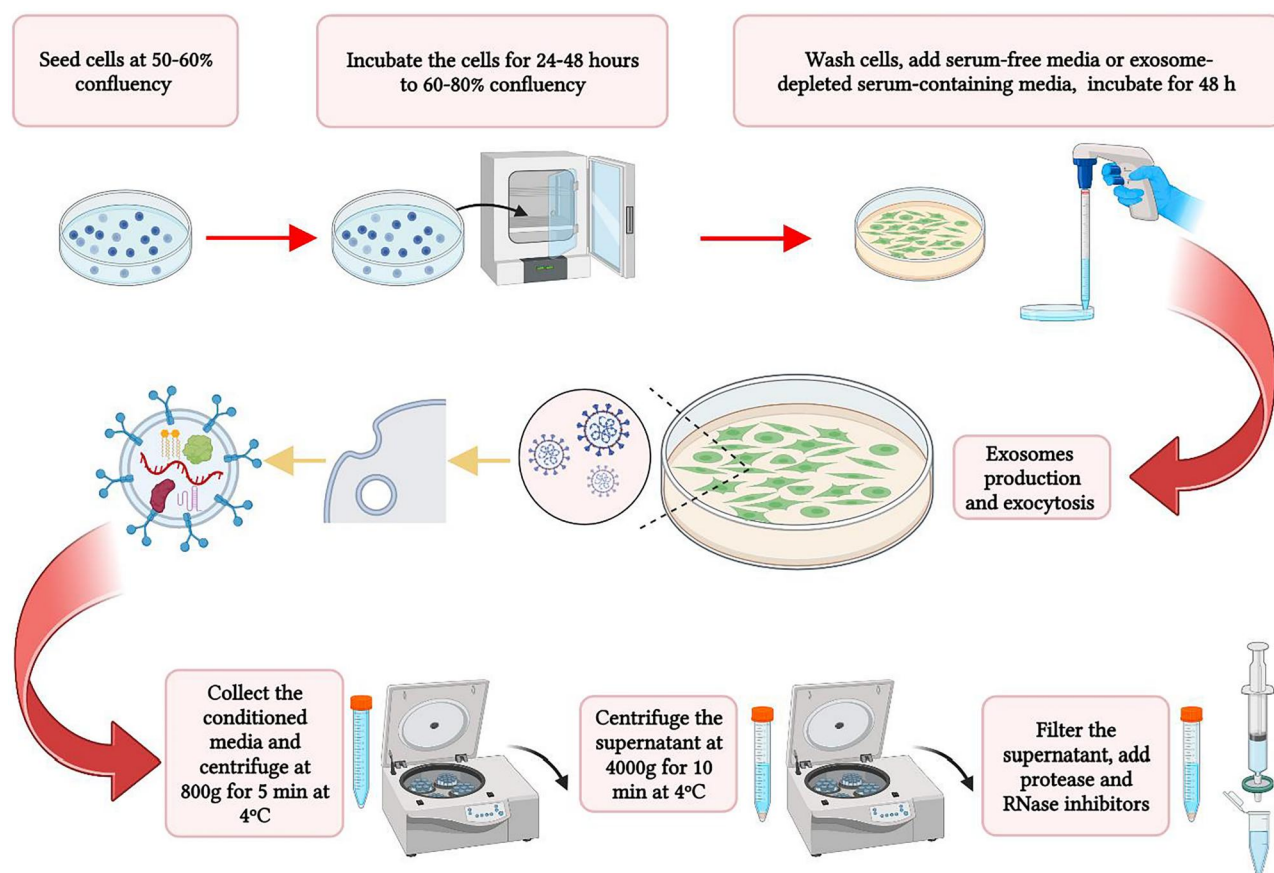 Seed cells at 50-60%
confluency
Incubate the cells for 24-48 hours
to 60-80% confluency
Wash cells, add serum-free media or exosome-
depleted serum-containing media, incubate for 48 h
Exosomes
production
and exocytosis
Collect the
conditioned
media and
centrifuge at
800g for 5 min at
4ºC
Centrifuge the
supernatant at
4000g for 10
min at 4ºC
Filter the
supernatant, add
protease and
RNase inhibitors